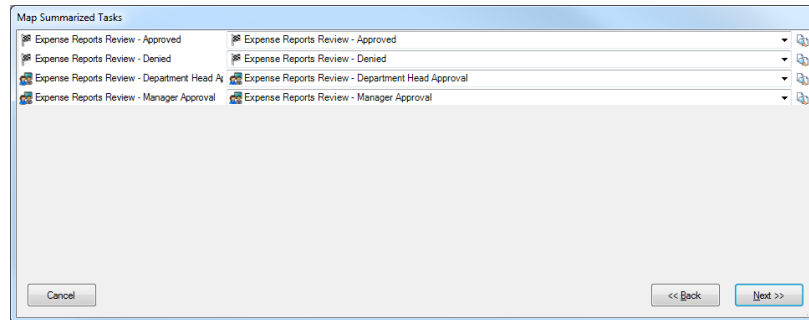 Map Summarized Tasks
Expense Reports Review - Approved Expense Reports Review - Approved
Expense Reports Review - Denied Expense Reports Review - Denied
Expense Reports Review - Department Head Ap Expense Reports Review - Department Head Approval
Expense Reports Review - Manager Approval Expense Reports Review - Manager Approval
Cancel << Back Next >>